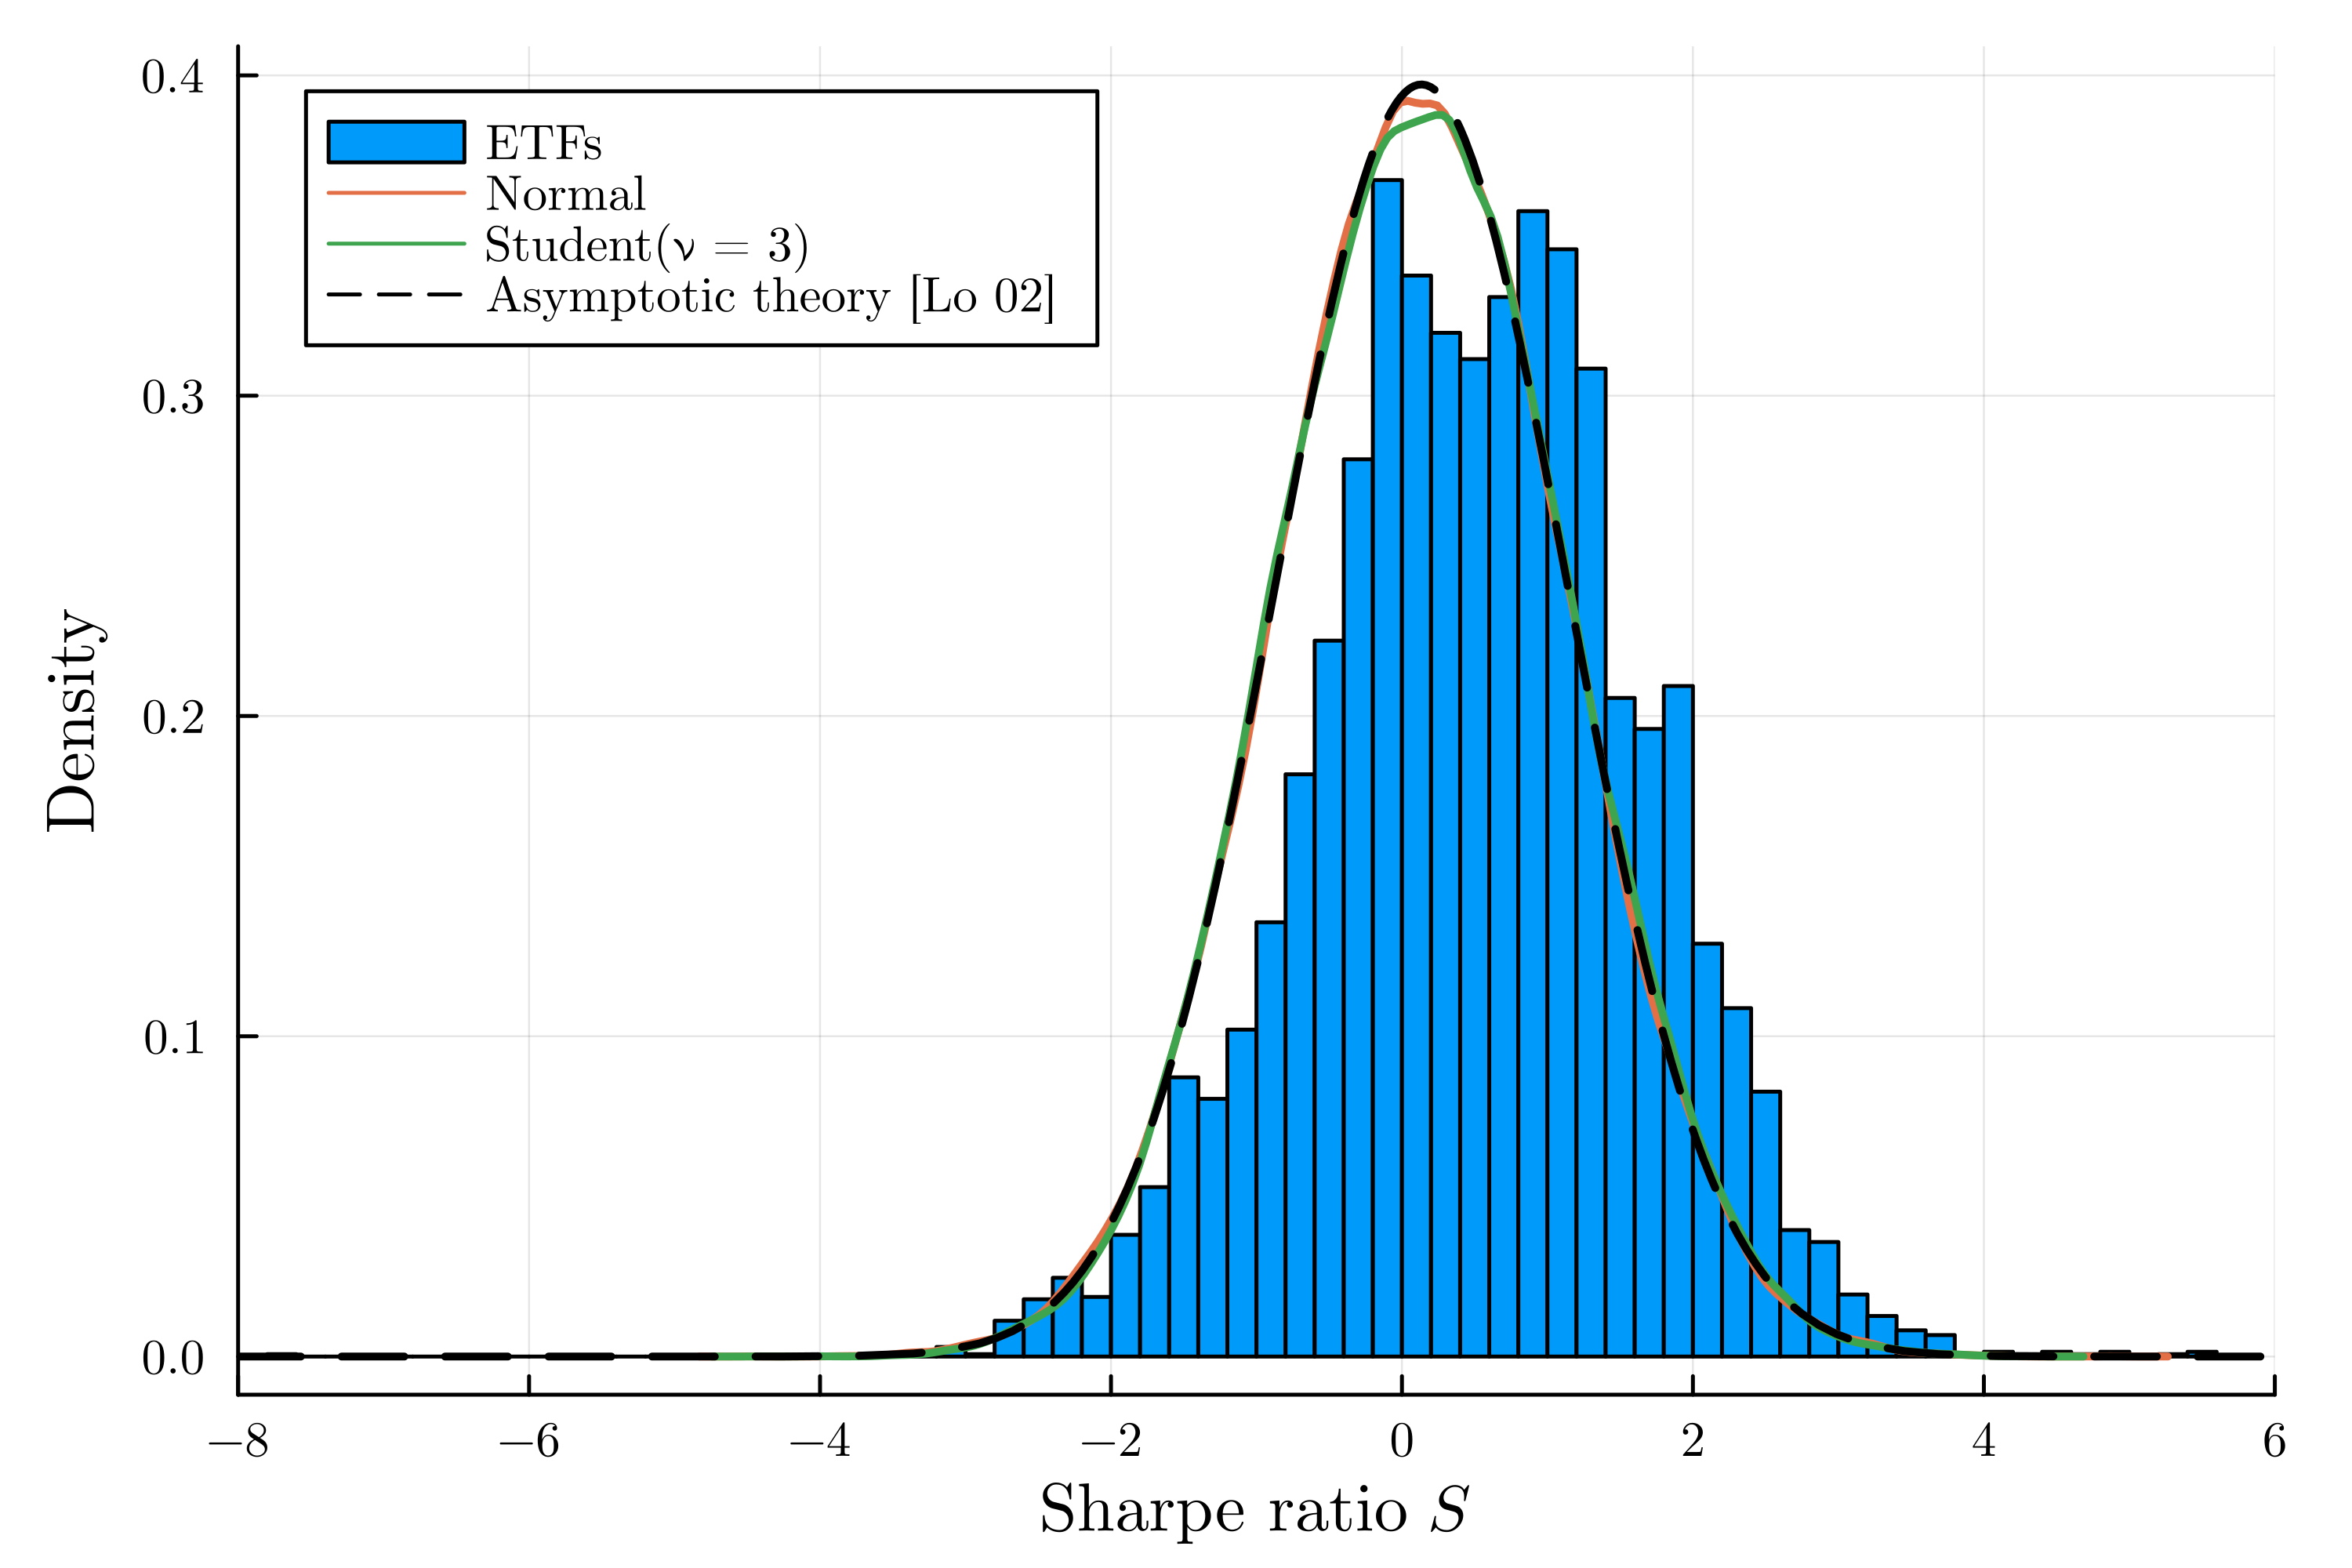 0.4
0.3
0.2
0.1
0.0
Density
ETFs
Normal
Student(ν = 3)
Asymptotic theory [Lo 02]
−8 −6 −4 −2 0 2 4 6
Sharpe ratio S